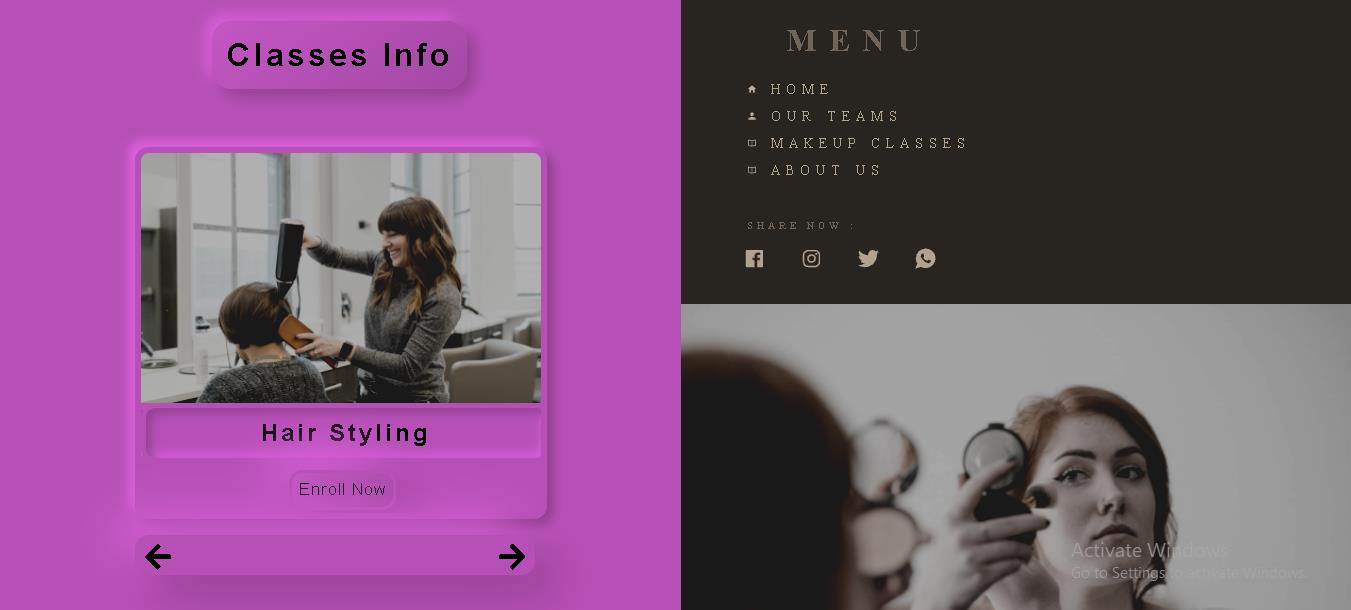 Classes Info
Hair Styling
Enroll Now
MENU
HOME
OUR TEAMS
MAKEUP CLASSES
ABOUT US
SHARE NOW :
Activate Windows
Go to Settings to activate Windows.